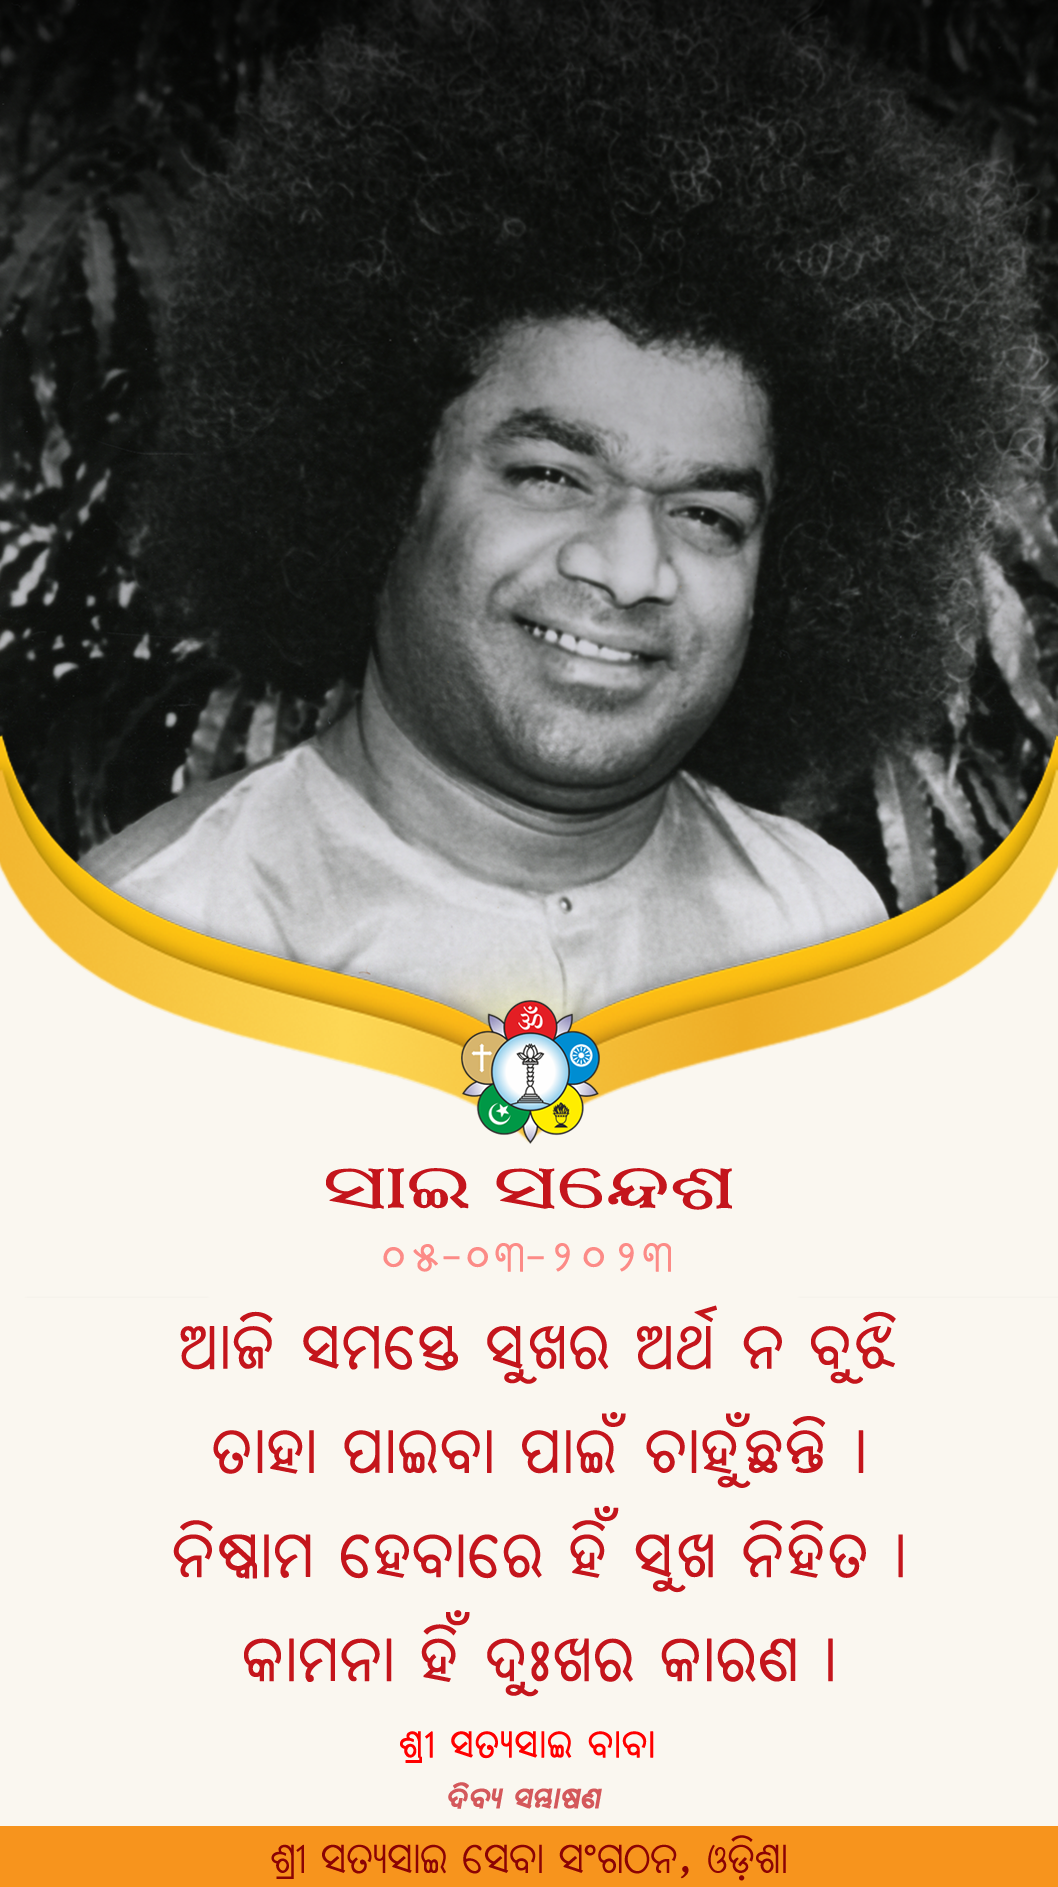 ॐ
ସାଇ ସନ୍ଦେଶ
୦୫-୦୩-୨୦୨୩
ଆଜି ସମସ୍ତେ ସୁଖର ଅର୍ଥ ନ ବୁଝି
ତାହା ପାଇବା ପାଇଁ ଚାହୁଁଛନ୍ତି ।
ନିଷ୍କାମ ହେବାରେ ହିଁ ସୁଖ ନିହିତ ।
କାମନା ହିଁ ଦୁଃଖର କାରଣ ।
ଶ୍ରୀ ସତ୍ୟସାଇ ବାବା
ଦିବ୍ୟ ସମ୍ଭାଷଣ
ଶ୍ରୀ ସତ୍ୟସାଇ ସେବା ସଂଗଠନ, ଓଡ଼ିଶା